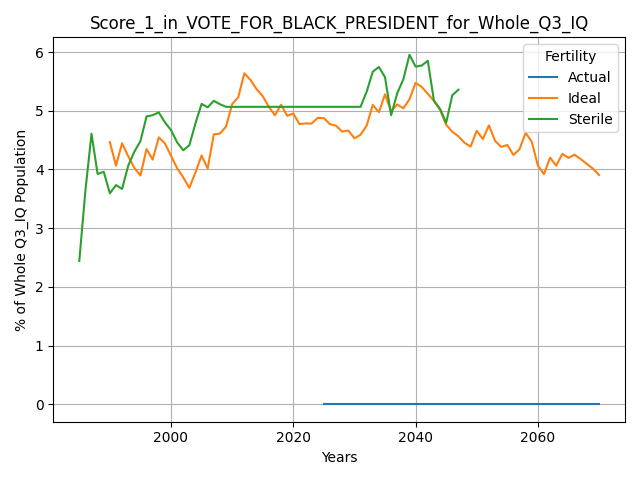 Score_1_in_VOTE_FOR_BLACK_PRESIDENT_for_Whole_Q3_IQ
% of Whole Q3_IQ Population
6
5
4
3
2
1
0
Fertility
Actual
Ideal
Sterile
2000
2020
2040
2060
Years